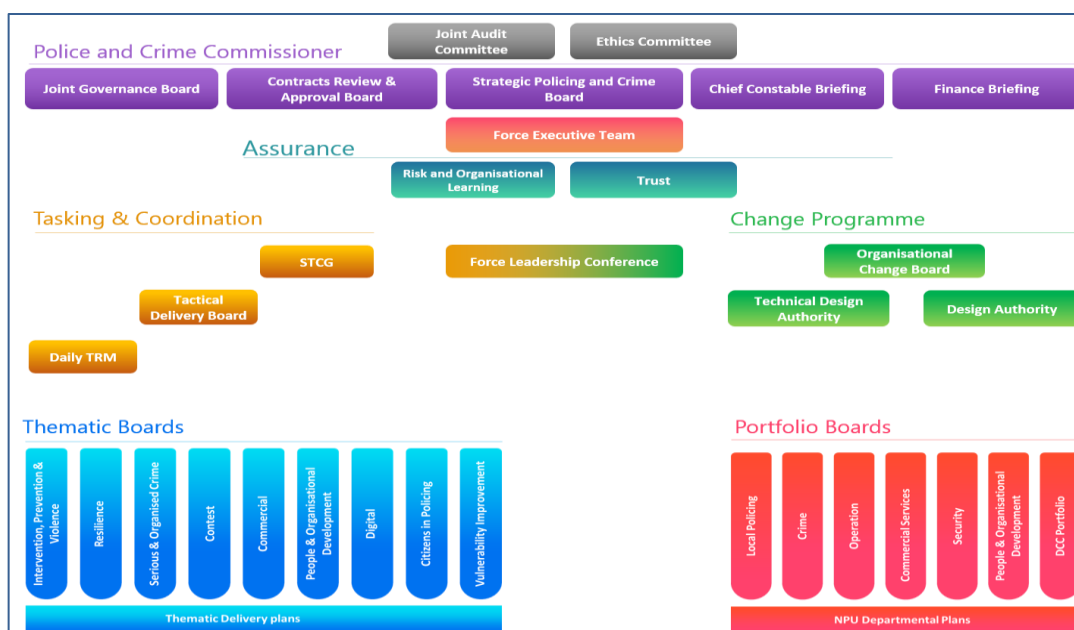 Joint Audit
Committee
Ethics Committee
Police and Crime Commissioner
Joint Governance Board
Contracts Review &
Approval Board
Strategic Policing and Crime
Board
Chief Constable Briefing
Finance Briefing
Force Executive Team
Assurance
Risk and Organisational
Learning
Trust
Tasking & Coordination
Change Programme
STCG
Force Leadership Conference
Organisational
Change Board
Tactical
Delivery Board
Technical Design
Authority
Design Authority
Daily TRM
Thematic Boards
Portfolio Boards
Intervention, Prevention &
Violence
Resilience
Serious & Organised Crime
Contest
Commercial
People & Organisational
Development
Digital
Citizens in Policing
Vulnerability Improvement
Local Policing
Crime
Operation
Commercial Services
Security
People & Organisational
Development
DCC Portfolio
Thematic Delivery plans
NPU Departmental Plans